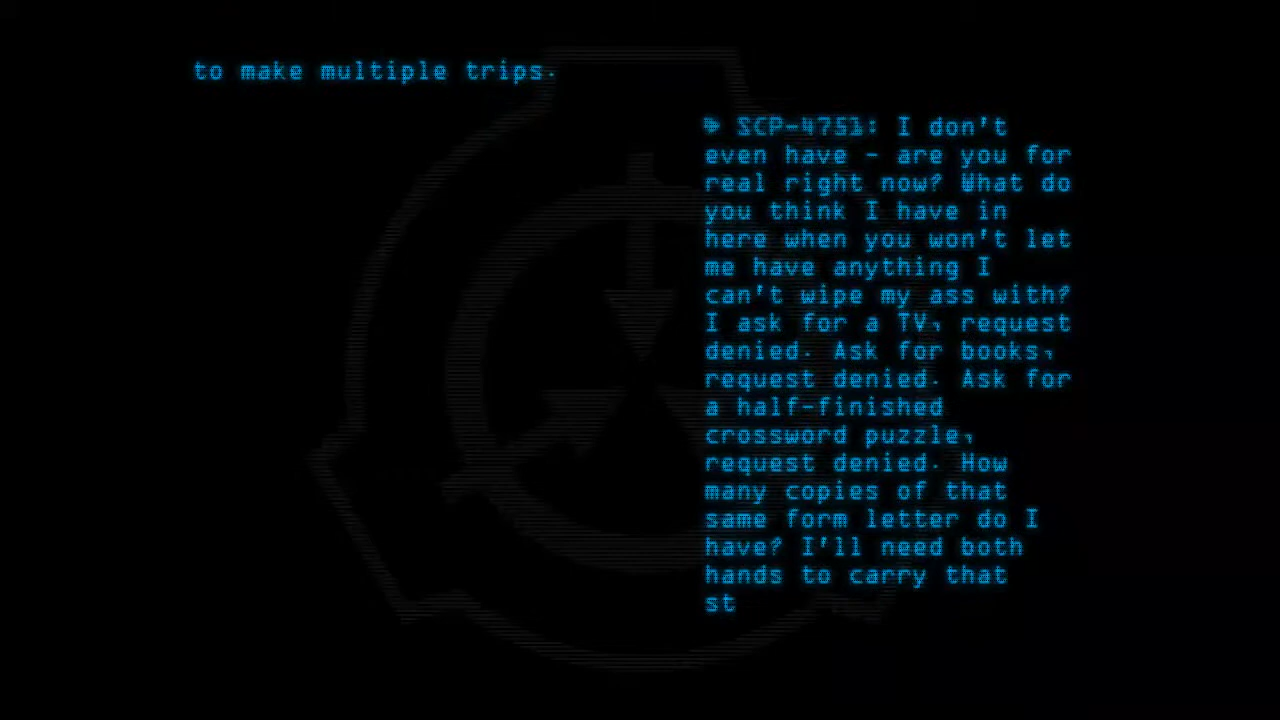 to make multiple trips.
► SCP-4751: I don't
even have - are you for
real right now? What do
you think I have in
here when you won't let
me have anything I
can't wipe my ass with?
I ask for a TV, request
denied. Ask for books,
request denied. Ask for
a half-finished
crossword puzzle,
request denied. How
many copies of that
same form letter do I
have? I'll need both
hands to carry that
st